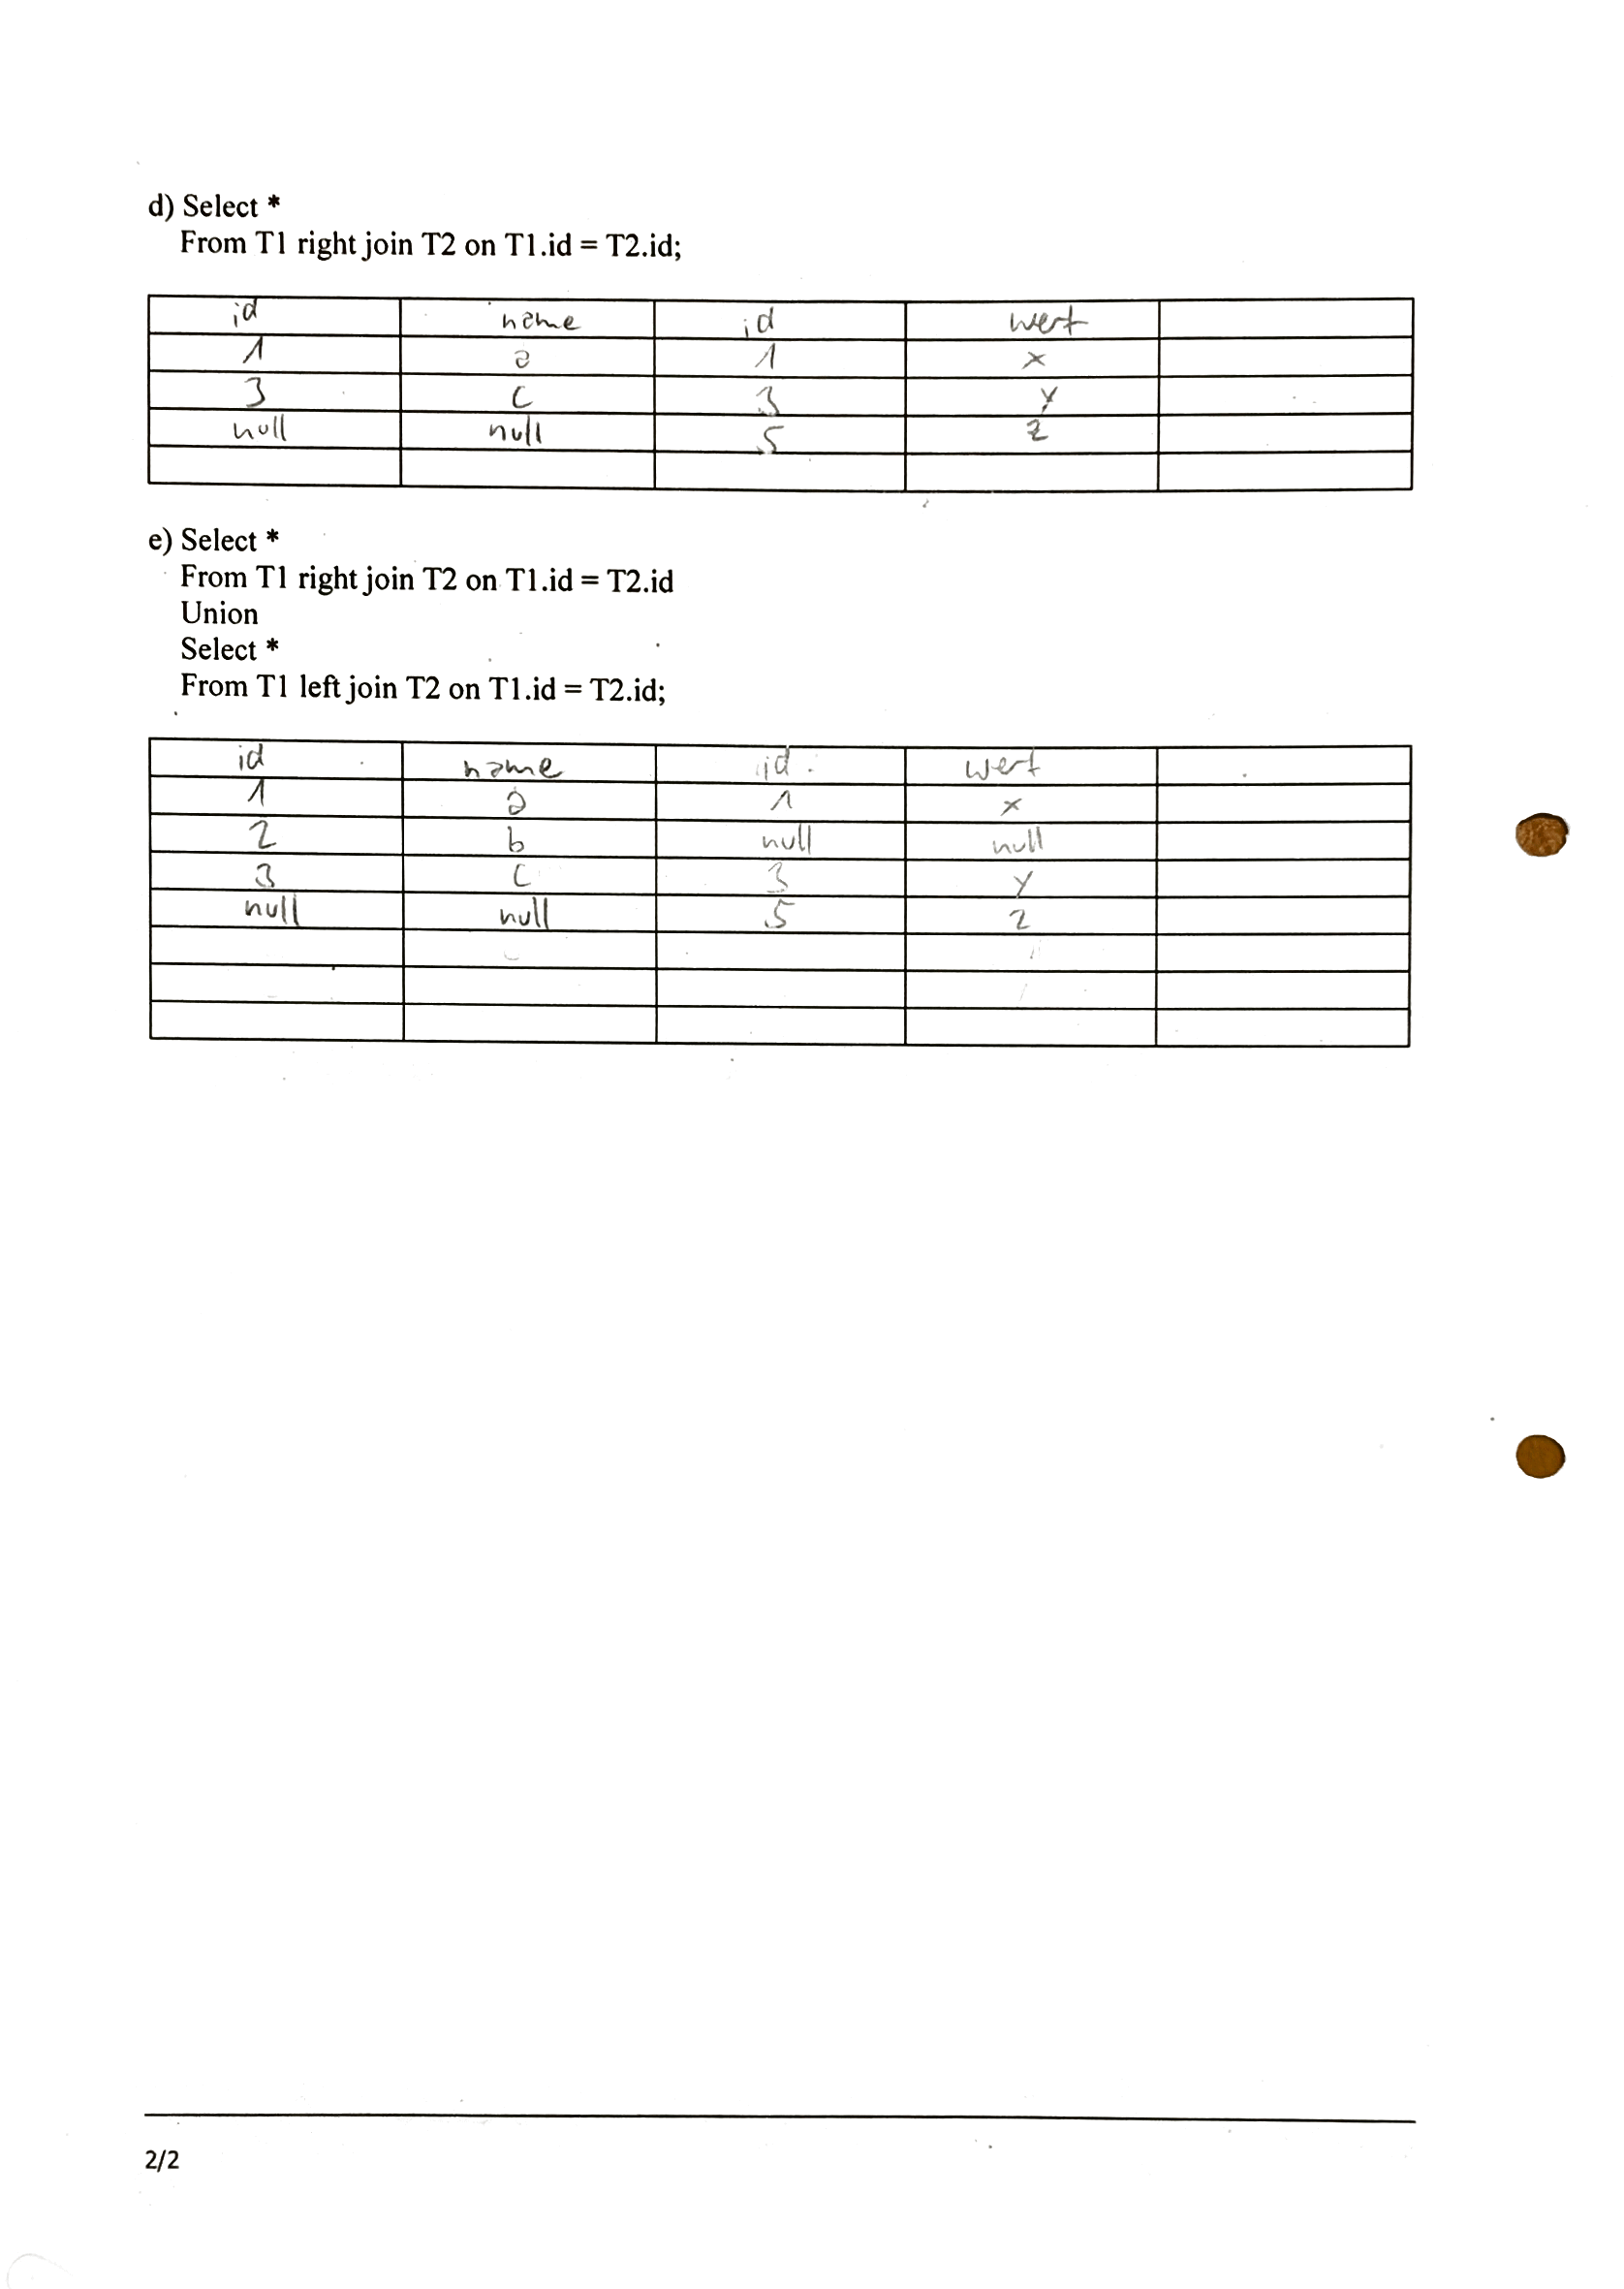 d) Select *
From T1 right join T2 on T1.id = T2.id;
id name id wert
1 a 1 x
3 c 3 y
null null 5 z
e) Select *
From T1 right join T2 on T1.id = T2.id
Union
Select *
From T1 left join T2 on T1.id = T2.id;
id name id wert
1 a 1 x
2 b null null
3 c 3 y
null null 5 z
2/2